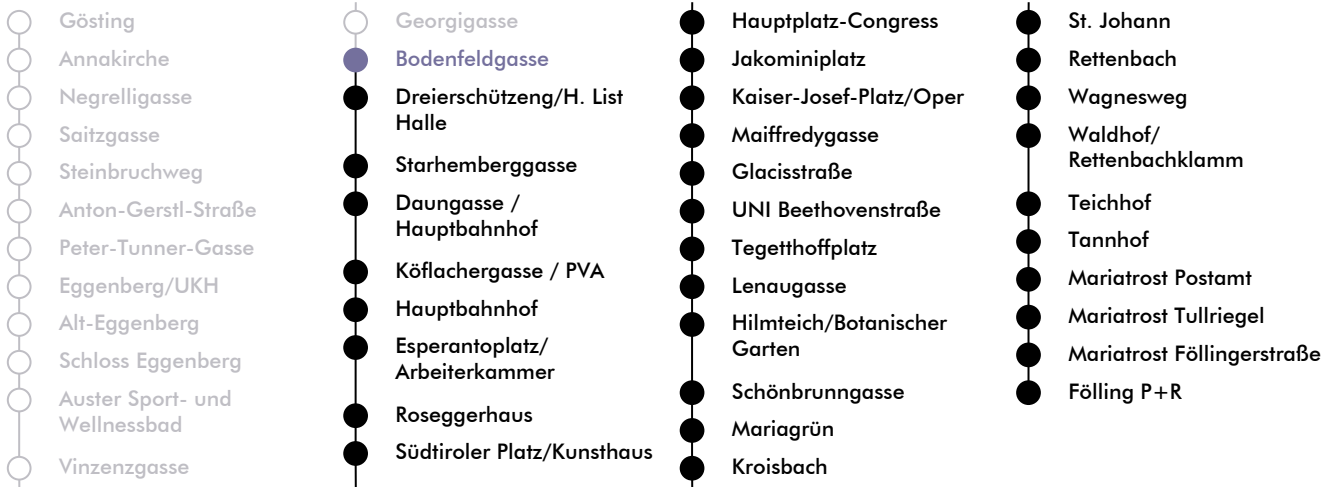 Gösting
Annakirche
Negrelligasse
Saitzgasse
Steinbruchweg
Anton-Gerstl-Straße
Peter-Tunner-Gasse
Eggenberg/UKH
Alt-Eggenberg
Schloss Eggenberg
Auster Sport- und
Wellnessbad
Vinzenzgasse
Georgigasse
Bodenfeldgasse
Dreierschützeng/H. List
Halle
Starhemberggasse
Daungasse /
Hauptbahnhof
Köflachergasse / PVA
Hauptbahnhof
Esperantoplatz/
Arbeiterkammer
Roseggerhaus
Südtiroler Platz/Kunsthaus
Hauptplatz-Congress
Jakominiplatz
Kaiser-Josef-Platz/Oper
Maiffredygasse
Glacisstraße
UNI Beethovenstraße
Tegetthoffplatz
Lenaugasse
Hilmteich/Botanischer
Garten
Schönbrunngasse
Mariagrün
Kroisbach
St. Johann
Rettenbach
Wagnesweg
Waldhof/
Rettenbachklamm
Teichhof
Tannhof
Mariatrost Postamt
Mariatrost Tullriegel
Mariatrost Föllingerstraße
Fölling P+R